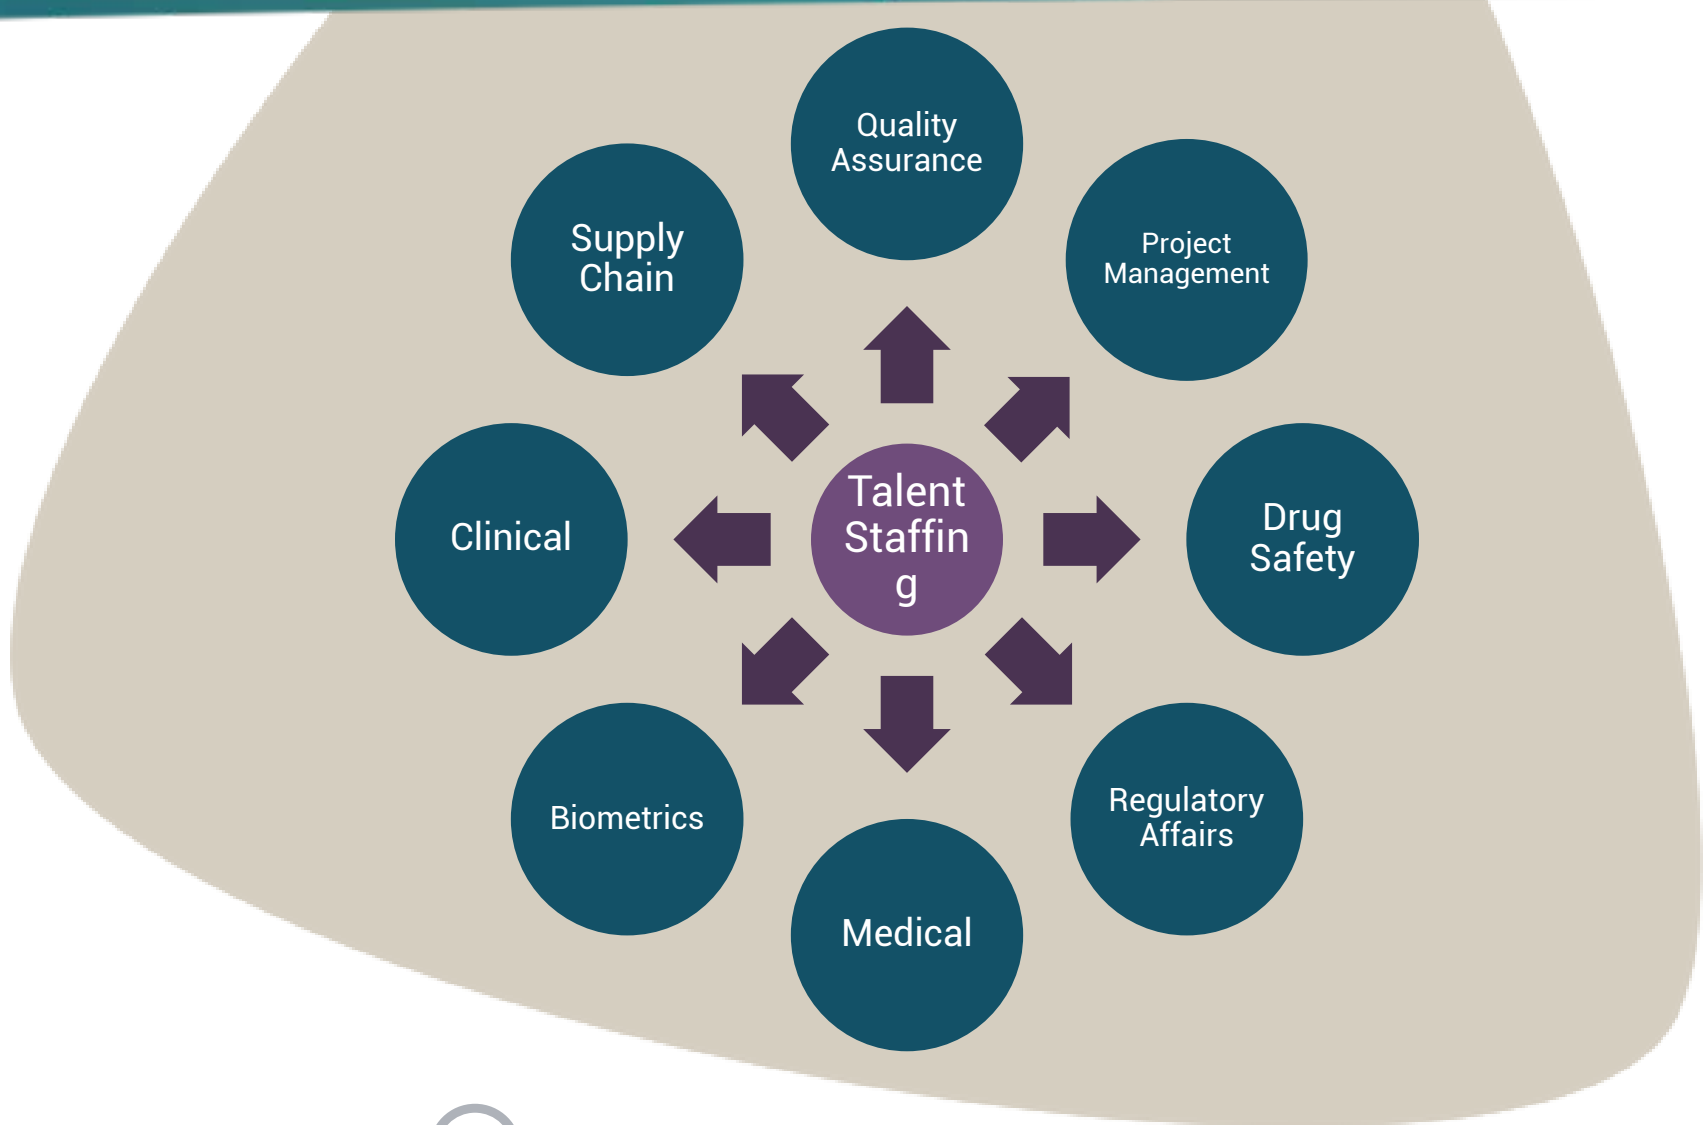 Quality
Assurance
Project
Management
Supply
Chain
Talent
Staffin
g
Drug
Safety
Clinical
Regulatory
Affairs
Biometrics
Medical